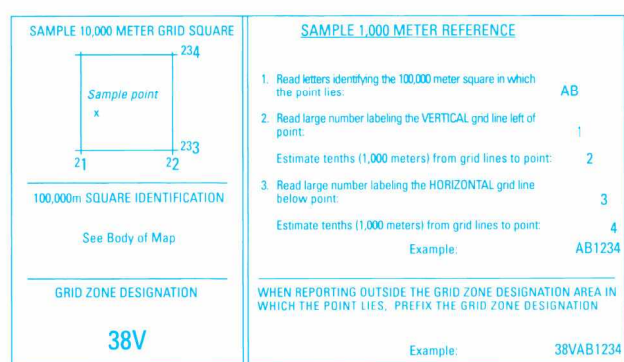 SAMPLE 10,000 METER GRID SQUARE
234
Sample point
x
233
21
22
100,000m SQUARE IDENTIFICATION
See Body of Map
GRID ZONE DESIGNATION
38V
SAMPLE 1,000 METER REFERENCE
1. Read letters identifying the 100,000 meter square in which
the point lies: AB
2. Read large number labeling the VERTICAL grid line left of
point: 1
Estimate tenths (1,000 meters) from grid lines to point: 2
3. Read large number labeling the HORIZONTAL grid line
below point: 3
Estimate tenths (1,000 meters) from grid lines to point: 4
Example: AB1234
WHEN REPORTING OUTSIDE THE GRID ZONE DESIGNATION AREA IN
WHICH THE POINT LIES, PREFIX THE GRID ZONE DESIGNATION
Example: 38VAB1234